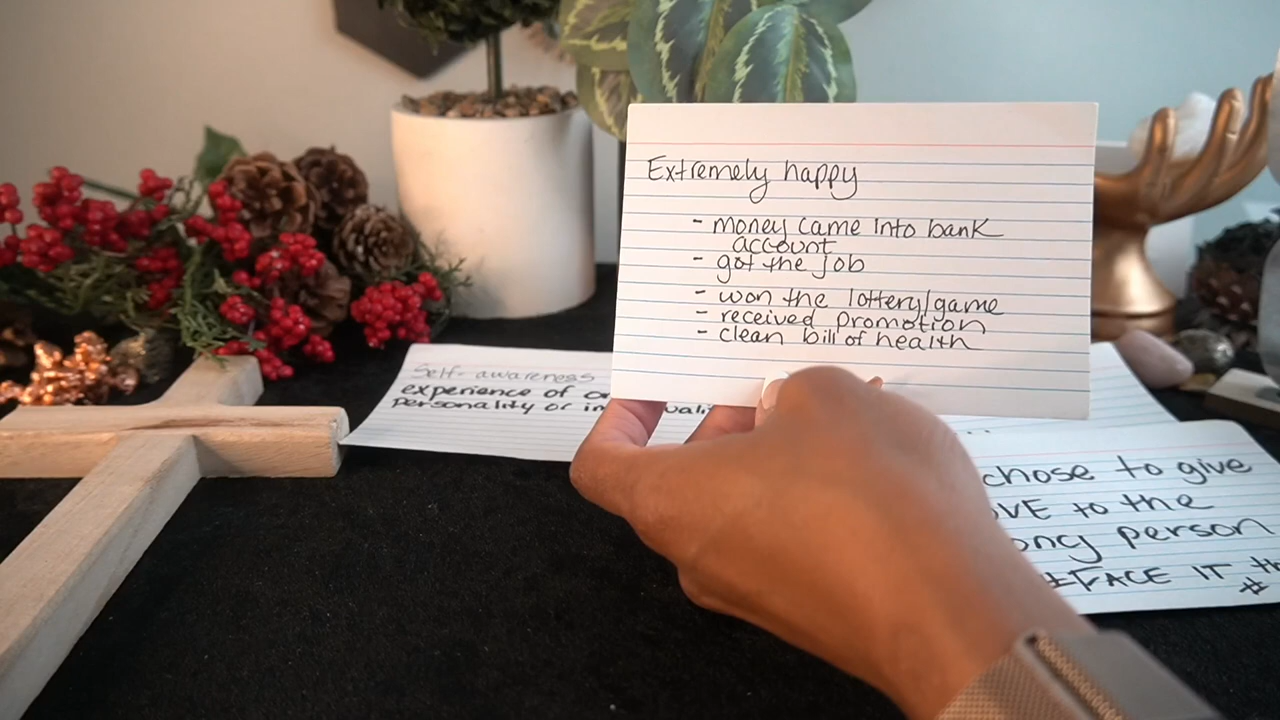 Extremely happy
- money came into bank
account
- got the job
- won the lottery/game
- received promotion
- clean bill of health
Self-awareness
experience of
personality or
chose to give
to the
person
FACE IT
#